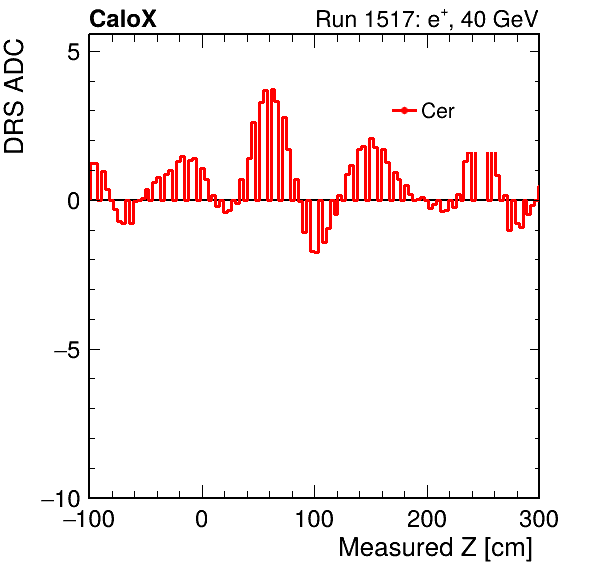 CaloX
Run 1517: e+, 40 GeV
DRS ADC
5
Cer
0
−5
−10
−100 0 100 200 300
Measured Z [cm]